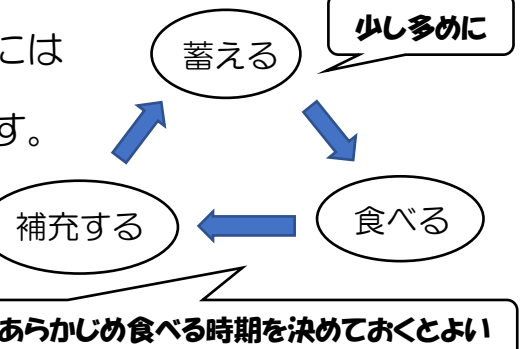 少し多めに
には
蓄える
す。
補充する
食べる
あらかじめ食べる時期を決めておくとよい